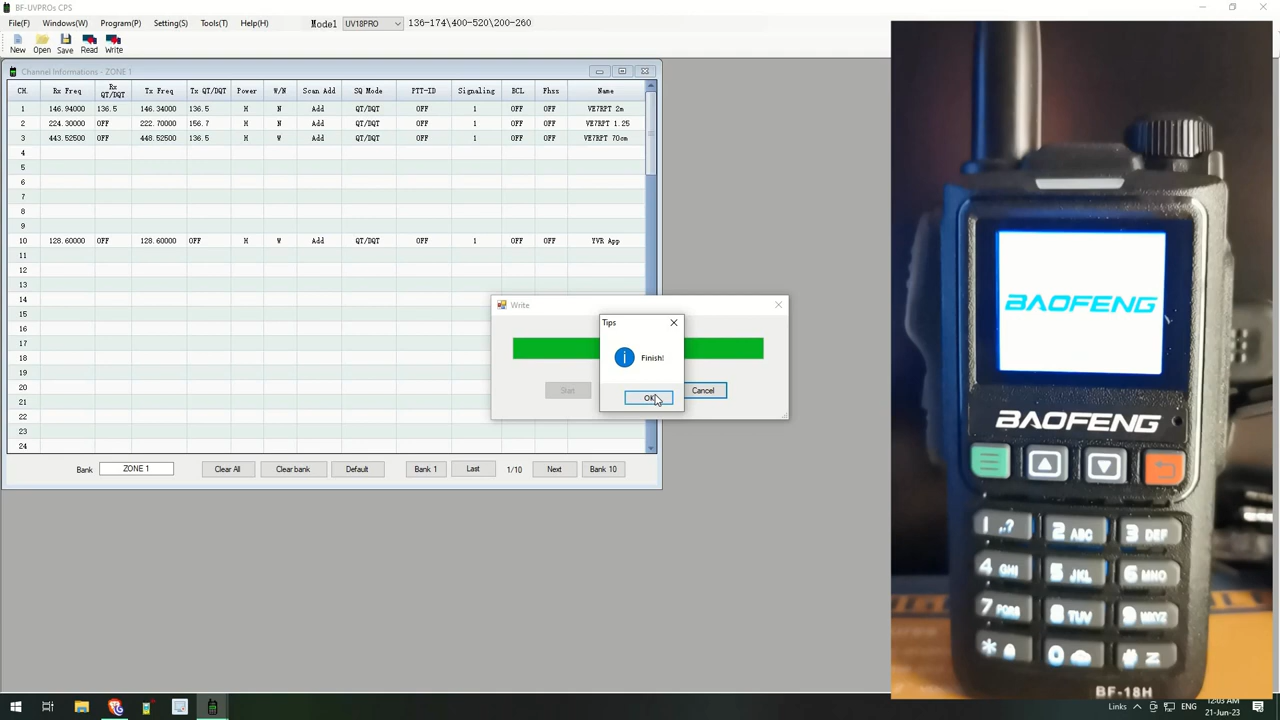 BF-UVPROs CPS
File(F) Windows(W) Program(P) Setting(S) Tools(T) Help(H) Model UV18PRO 136-174\400-520\200-260
New Open Save Read Write
Channel Informations - ZONE 1
CH. Rx Freq Rx QT/DQT Tx Freq Tx QT/DQT Power W/N Scan Add SQ Mode PTT-ID Signaling BCL Fhss Name
1 146.94000 136.5 146.34000 136.5 H N Add QT/DQT OFF 1 OFF OFF VE7RPT 2m
2 224.30000 OFF 222.70000 156.7 H N Add QT/DQT OFF 1 OFF OFF VE7RPT 1.25
3 443.52500 OFF 448.52500 136.5 H W Add QT/DQT OFF 1 OFF OFF VE7RPT 70cm
4
5
6
7
8
9
10 128.60000 OFF 128.60000 OFF H W Add QT/DQT OFF 1 OFF OFF YVR App
11
12
13
14
15
16
17
18
19
20
21
22
23
24
Write
Tips
Finish!
Start OK Cancel
Bank ZONE 1 Clear All Clear bank Default Bank 1 Last 1/10 Next Bank 10
BAOFENG
BAOFENG
1 ,.? 2 ABC 3 DEF
4 GHI 5 JKL 6 MNO
7 PQRS 8 TUV 9 WXYZ
* 0 #
BF-18H
Links ENG 12:03 AM
21-Jun-23